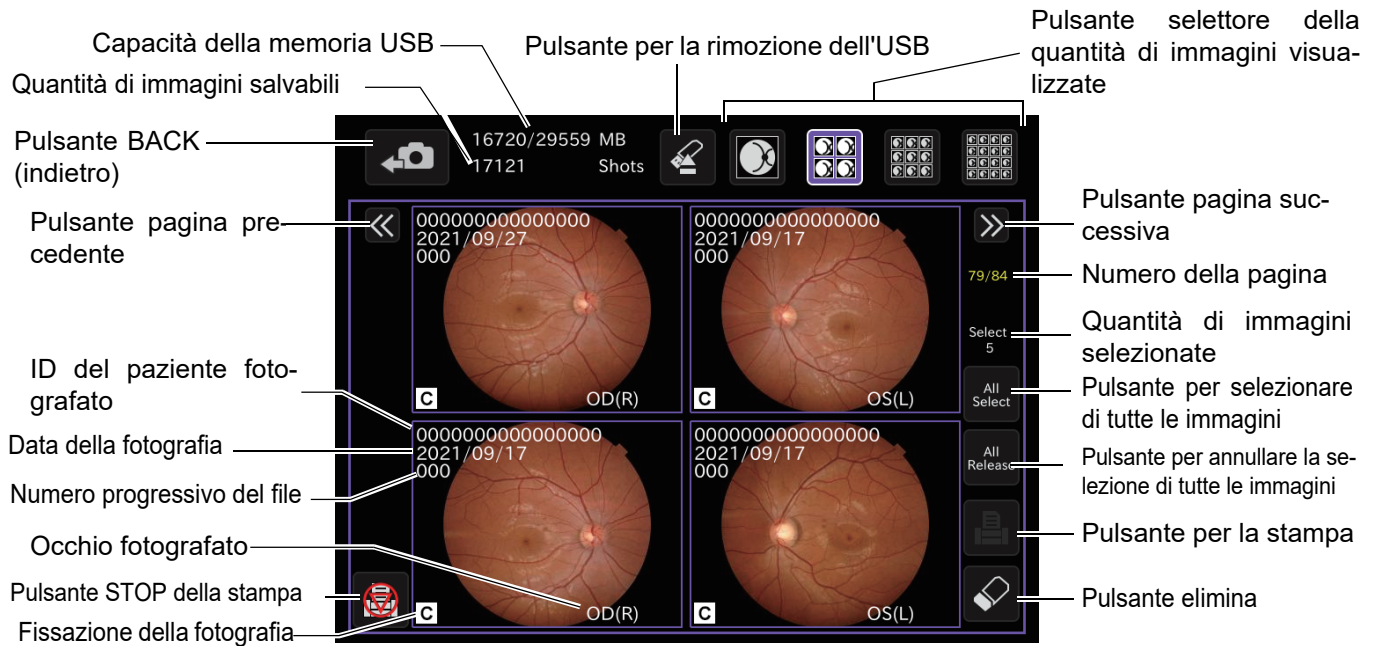 Pulsante selettore della
quantità di immagini visua-
lizzate
Capacità della memoria USB
Pulsante per la rimozione dell'USB
Quantità di immagini salvabili
Pulsante BACK
(indietro)
16720/29559 MB
17121 Shots
Pulsante pagina pre-
cedente
000000000000000
2021/09/27
000
C
OD(R)
000000000000000
2021/09/17
000
C
OS(L)
Pulsante pagina suc-
cessiva
79/84
Numero della pagina
Select
5
Quantità di immagini
selezionate
All
Select
Pulsante per selezionare
di tutte le immagini
ID del paziente foto-
grafato
Data della fotografia
Numero progressivo del file
0000000000000000
2021/09/17
000
C
OD(R)
0000000000000000
2021/09/17
000
C
OS(L)
All
Release
Pulsante per annullare la se-
lezione di tutte le immagini
Occhio fotografato
Pulsante per la stampa
Pulsante STOP della stampa
Pulsante elimina
Fissazione della fotografia